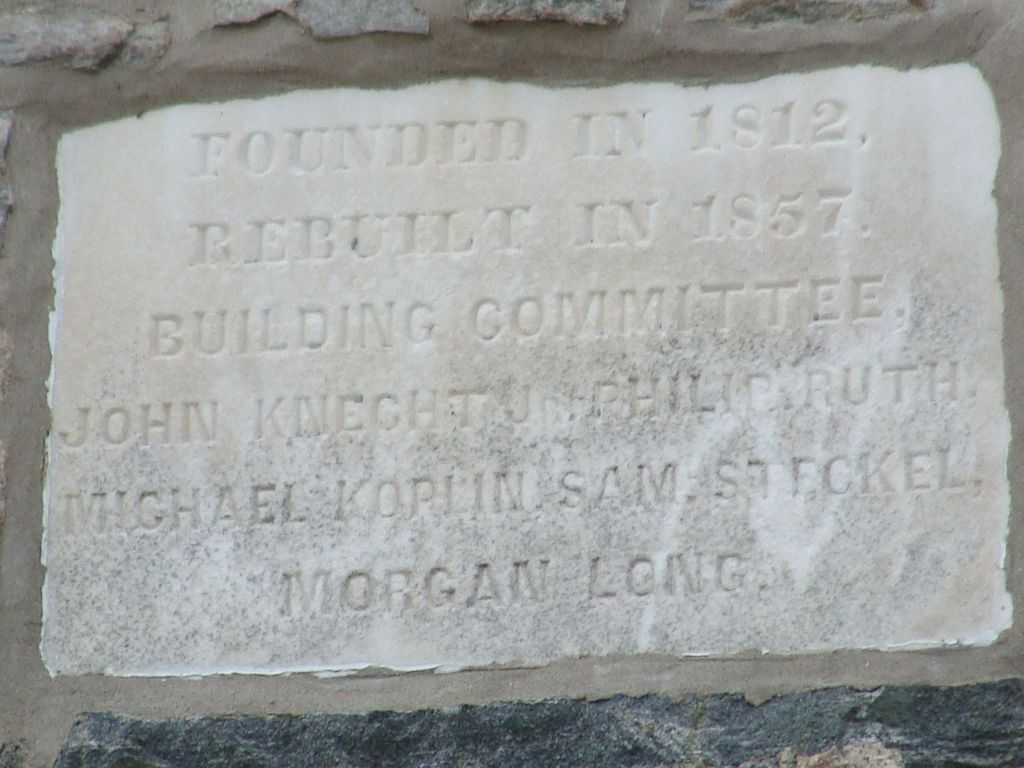 FOUNDED IN 1812.
REBUILT IN 1857.
BUILDING COMMITTEE,
JOHN KNECHT Jr. PHILIP RUTH.
MICHAEL KOPLIN. SAM. STECKEL,
MORGAN LONG.